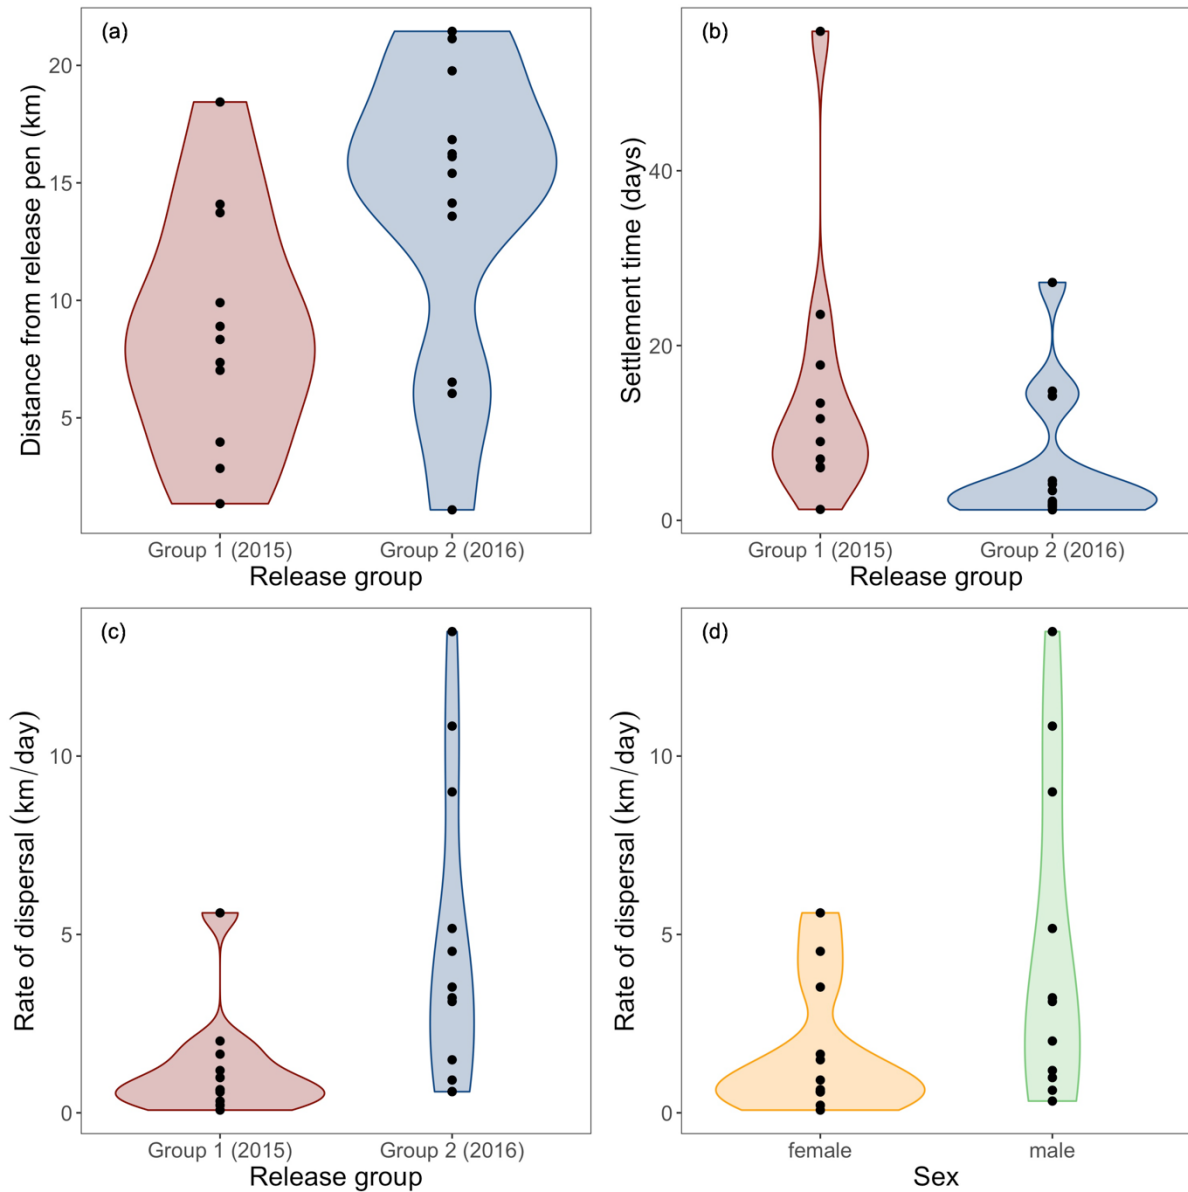 (a)
Distance from release pen (km)
20
15
10
5
Group 1 (2015)
Group 2 (2016)
Release group
(b)
Settlement time (days)
40
20
0
Group 1 (2015)
Group 2 (2016)
Release group
(c)
Rate of dispersal (km/day)
10
5
0
Group 1 (2015)
Group 2 (2016)
Release group
(d)
Rate of dispersal (km/day)
10
5
0
female
male
Sex